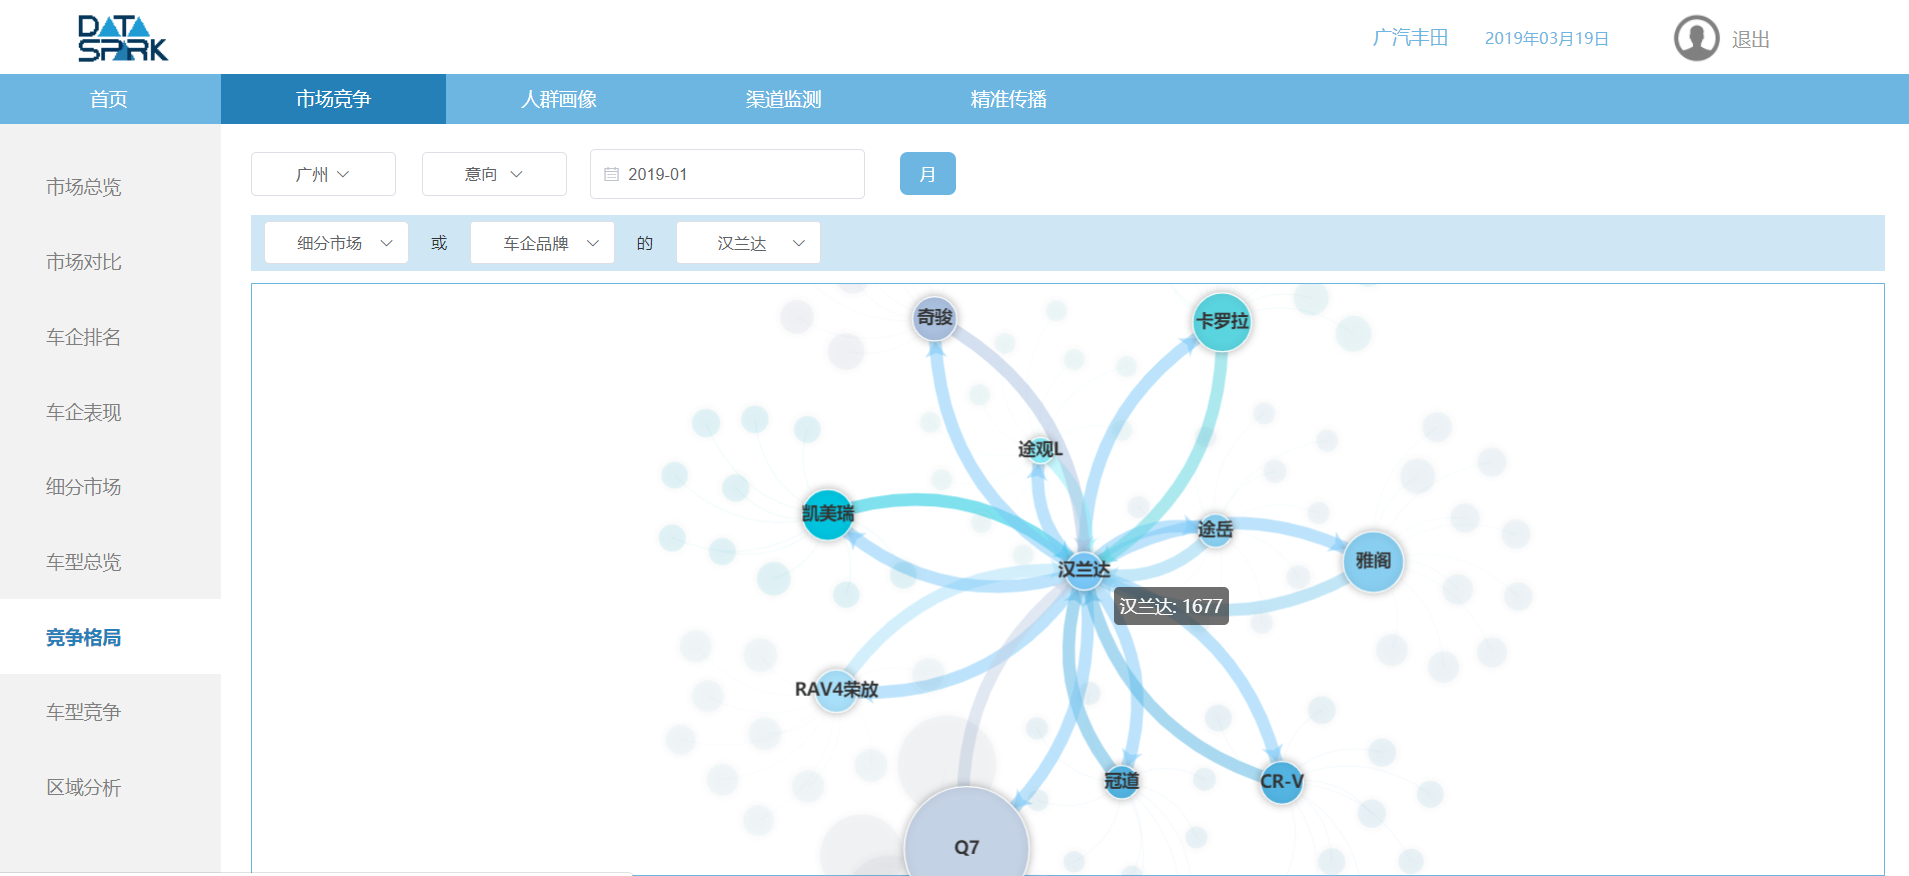 DATA
SPARK
广汽丰田
2019年03月19日
退出
首页
市场竞争
人群画像
渠道监测
精准传播
市场总览
市场对比
车企排名
车企表现
细分市场
车型总览
竞争格局
车型竞争
区域分析
广州
意向
2019-01
月
细分市场
或
车企品牌
的
汉兰达
奇骏
卡罗拉
途观L
凯美瑞
途岳
雅阁
汉兰达
汉兰达: 1677
RAV4荣放
冠道
CR-V
Q7